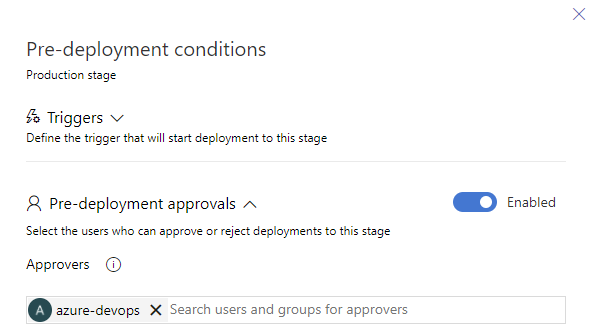 Pre-deployment conditions
Production stage
Triggers
Define the trigger that will start deployment to this stage
Pre-deployment approvals
Enabled
Select the users who can approve or reject deployments to this stage
Approvers
A azure-devops Search users and groups for approvers